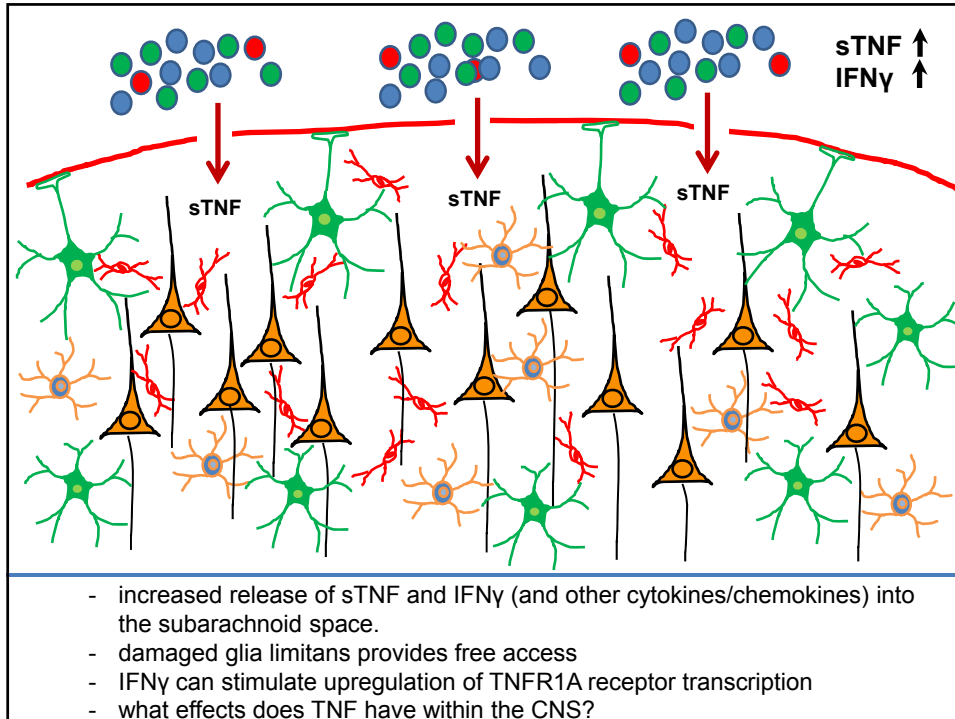 sTNF ↑
IFNγ ↑
sTNF
sTNF
sTNF
- increased release of sTNF and IFNγ (and other cytokines/chemokines) into
the subarachnoid space.
- damaged glia limitans provides free access
- IFNγ can stimulate upregulation of TNFR1A receptor transcription
- what effects does TNF have within the CNS?